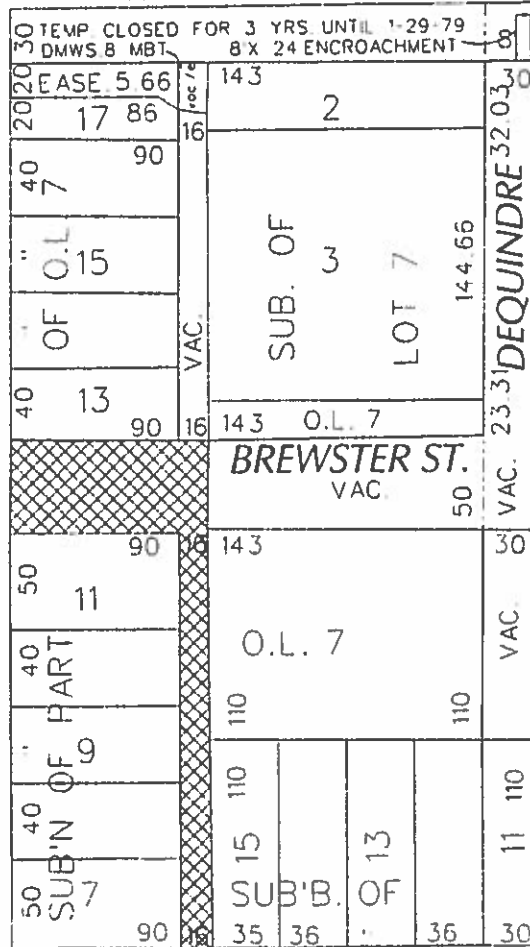 30 TEMP. CLOSED FOR 3 YRS. UNTIL 1-29-79
DMWS 8 MBT 8' X 24 ENCROACHMENT
20 EASE. 5.66
143
30
20 17 86
16
2
32.03
90
40
7
SUB. OF
3
LOT 7
144.66
DEQUINDRE
" 15
OF O.L.
VAC.
40 13
90
16
143 O.L. 7
23.31
BREWSTER ST.
VAC
50
VAC.
90
16
143
30
50
11
O.L. 7
VAC.
40
110
110
" 9
SUB'N OF PART
40
110
15
13
11
110
50
7
SUB'B. OF
90
16
35
36
36
30